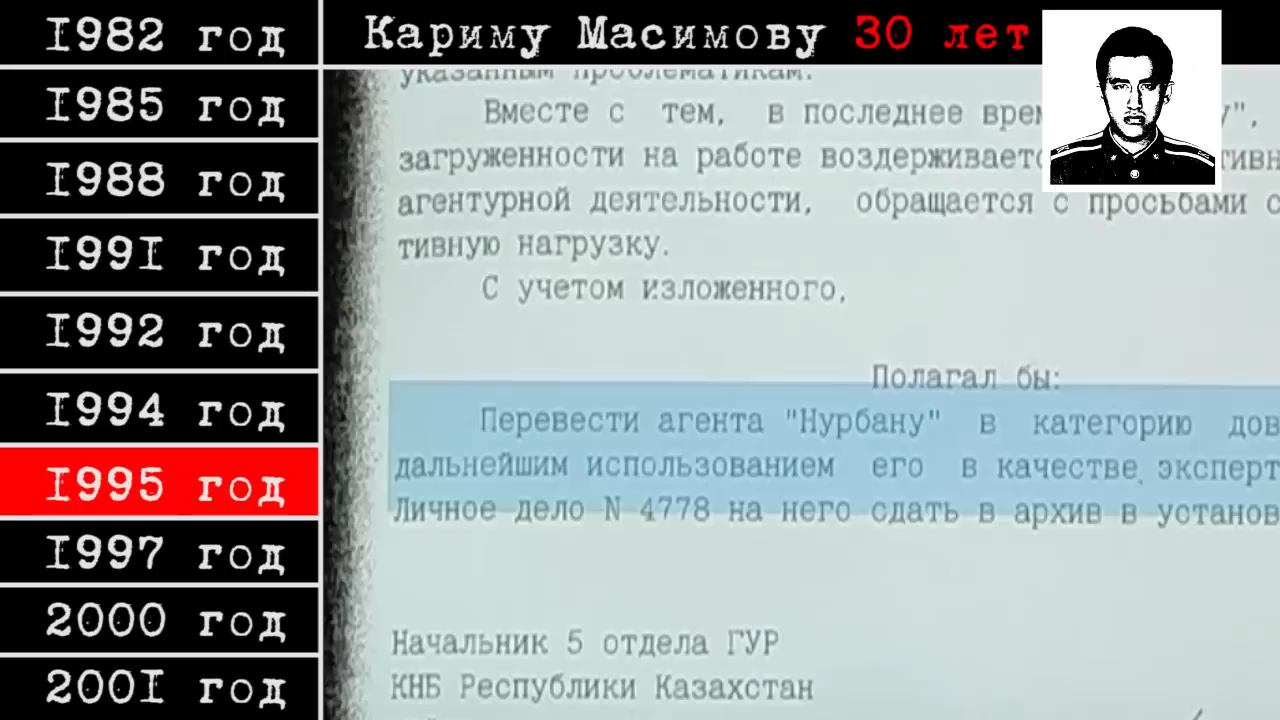 1982 год
1985 год
1988 год
1991 год
1992 год
1994 год
1995 год
1997 год
2000 год
2001 год
Кариму Масимову 30 лет
указанным проблематикам.
Вместе с тем, в последнее у",
загруженности на работе
агентурной деятельности, обращается с просьбами с
тивную нагрузку.
С учетом изложенного,
Полагал бы:
Перевести агента "Нурбану" в категорию дов
дальнейшим использованием его в качестве эксперт
Личное дело N 4778 на него сдать в архив в установ
Начальник 5 отдела ГУР
КНБ Республики Казахстан